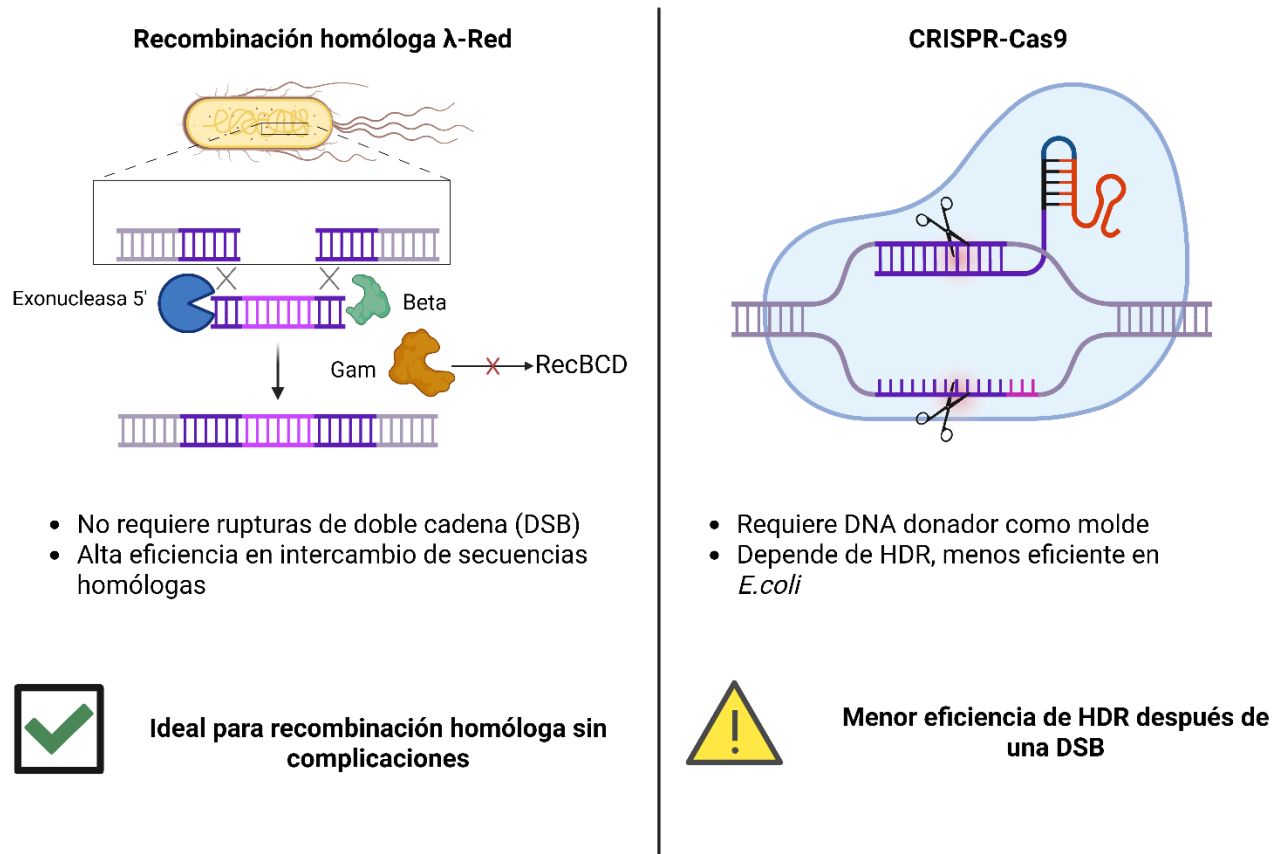 Recombinación homóloga λ-Red
Exonucleasa 5'
Beta
Gam
RecBCD
• No requiere rupturas de doble cadena (DSB)
• Alta eficiencia en intercambio de secuencias
homólogas
Ideal para recombinación homóloga sin
complicaciones
CRISPR-Cas9
• Requiere DNA donador como molde
• Depende de HDR, menos eficiente en
E.coli
Menor eficiencia de HDR después de
una DSB